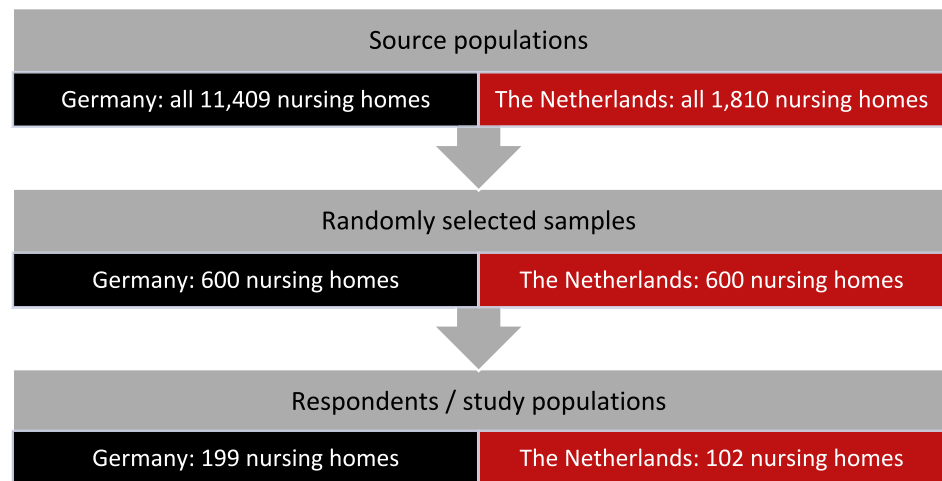 Source populations
Germany: all 11,409 nursing homes
The Netherlands: all 1,810 nursing homes
Randomly selected samples
Germany: 600 nursing homes
The Netherlands: 600 nursing homes
Respondents / study populations
Germany: 199 nursing homes
The Netherlands: 102 nursing homes